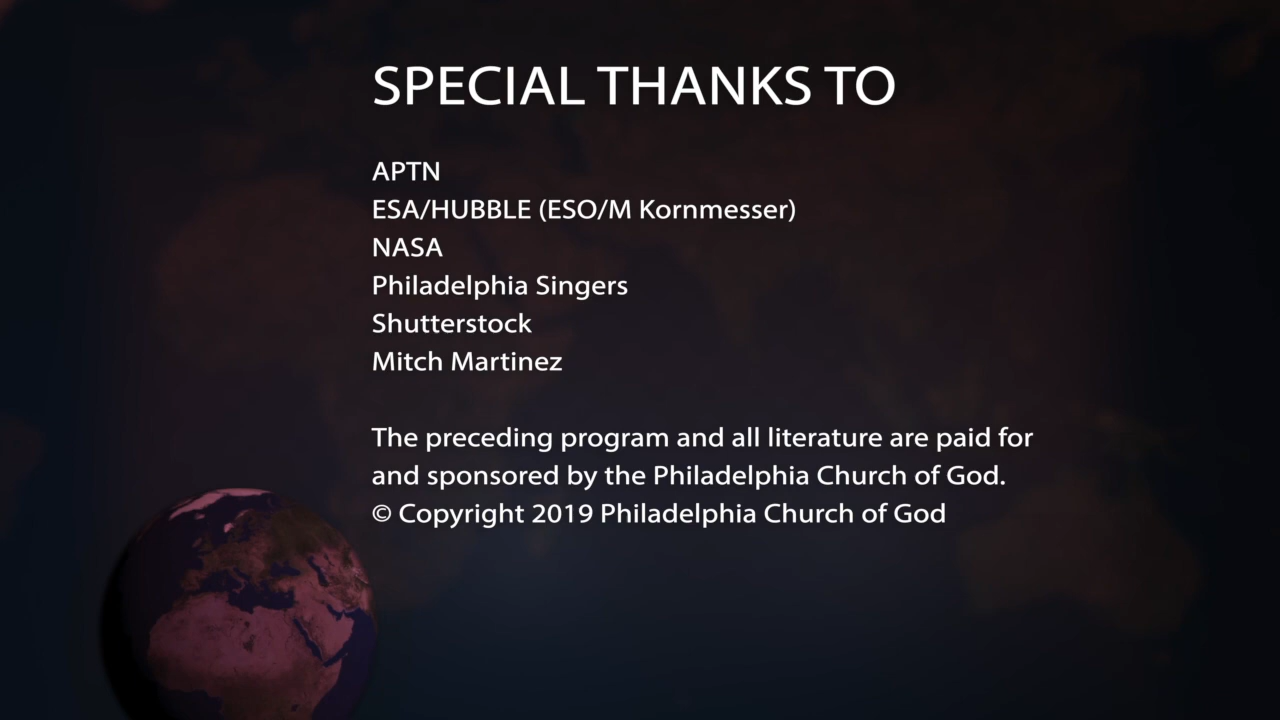 SPECIAL THANKS TO
APTN
ESA/HUBBLE (ESO/M Kornmesser)
NASA
Philadelphia Singers
Shutterstock
Mitch Martinez
The preceding program and all literature are paid for
and sponsored by the Philadelphia Church of God.
© Copyright 2019 Philadelphia Church of God